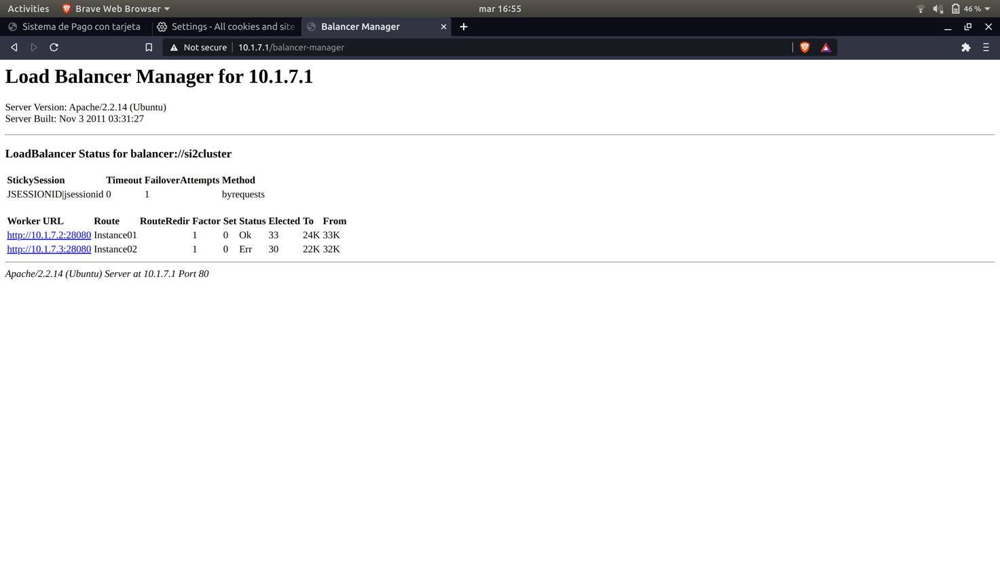 Activities Brave Web Browser mar 16:55 46 %
Sistema de Pago con tarjeta Settings - All cookies and site Balancer Manager
Not secure 10.1.7.1/balancer-manager
Load Balancer Manager for 10.1.7.1
Server Version: Apache/2.2.14 (Ubuntu)
Server Built: Nov 3 2011 03:31:27
LoadBalancer Status for balancer://si2cluster
StickySession Timeout FailoverAttempts Method
JSESSIONID|jsessionid 0 1 byrequests
Worker URL Route RouteRedir Factor Set Status Elected To From
http://10.1.7.2:28080 Instance01 1 0 Ok 33 24K 33K
http://10.1.7.3:28080 Instance02 1 0 Err 30 22K 32K
Apache/2.2.14 (Ubuntu) Server at 10.1.7.1 Port 80